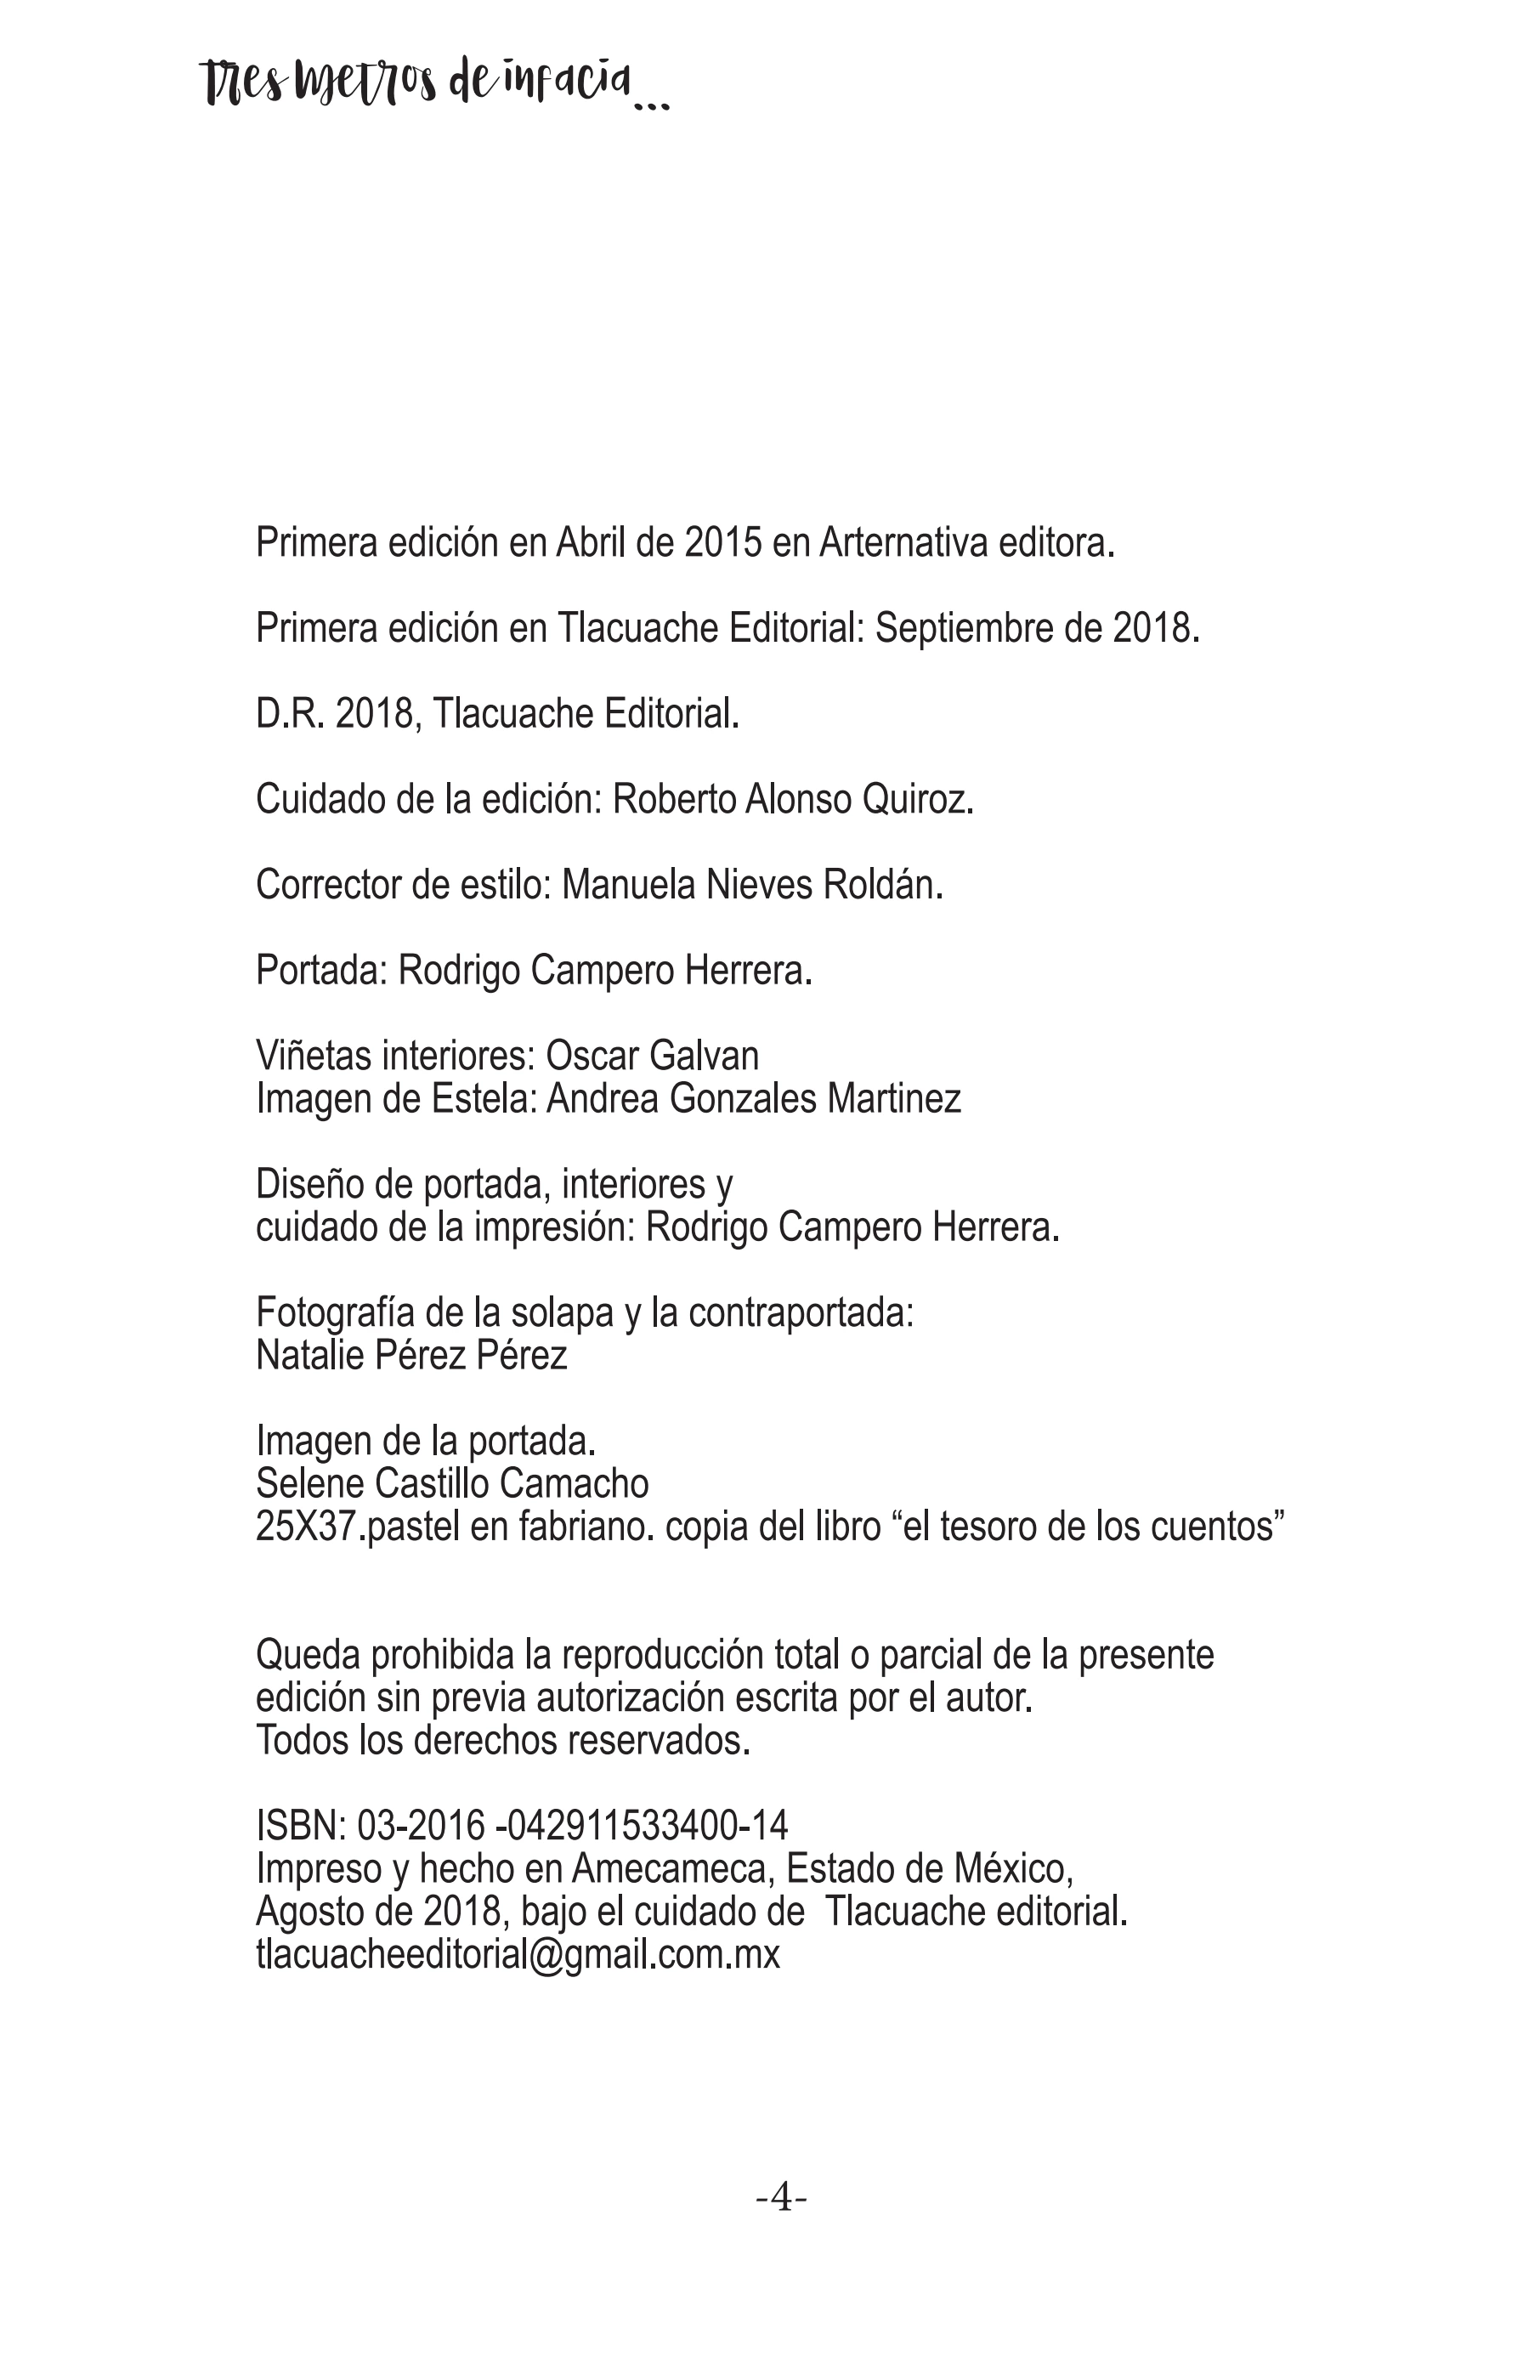 Tres metros de infacia...
Primera edición en Abril de 2015 en Arternativa editora.
Primera edición en Tlacuache Editorial: Septiembre de 2018.
D.R. 2018, Tlacuache Editorial.
Cuidado de la edición: Roberto Alonso Quiroz.
Corrector de estilo: Manuela Nieves Roldán.
Portada: Rodrigo Campero Herrera.
Viñetas interiores: Oscar Galvan
Imagen de Estela: Andrea Gonzales Martinez
Diseño de portada, interiores y
cuidado de la impresión: Rodrigo Campero Herrera.
Fotografía de la solapa y la contraportada:
Natalie Pérez Pérez
Imagen de la portada.
Selene Castillo Camacho
25X37.pastel en fabriano. copia del libro “el tesoro de los cuentos”
Queda prohibida la reproducción total o parcial de la presente
edición sin previa autorización escrita por el autor.
Todos los derechos reservados.
ISBN: 03-2016 -042911533400-14
Impreso y hecho en Amecameca, Estado de México,
Agosto de 2018, bajo el cuidado de  Tlacuache editorial.
tlacuacheeditorial@gmail.com.mx
-4-